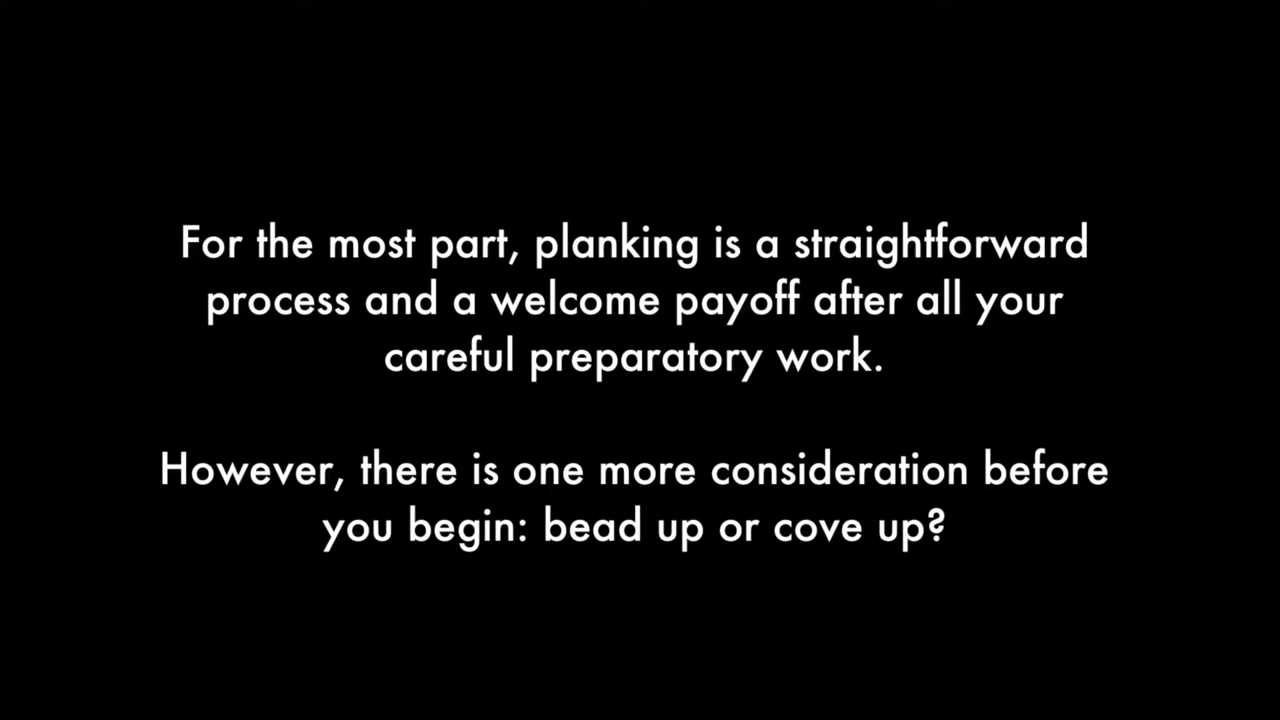 For the most part, planking is a straightforward
process and a welcome payoff after all your
careful preparatory work.
However, there is one more consideration before
you begin: bead up or cove up?